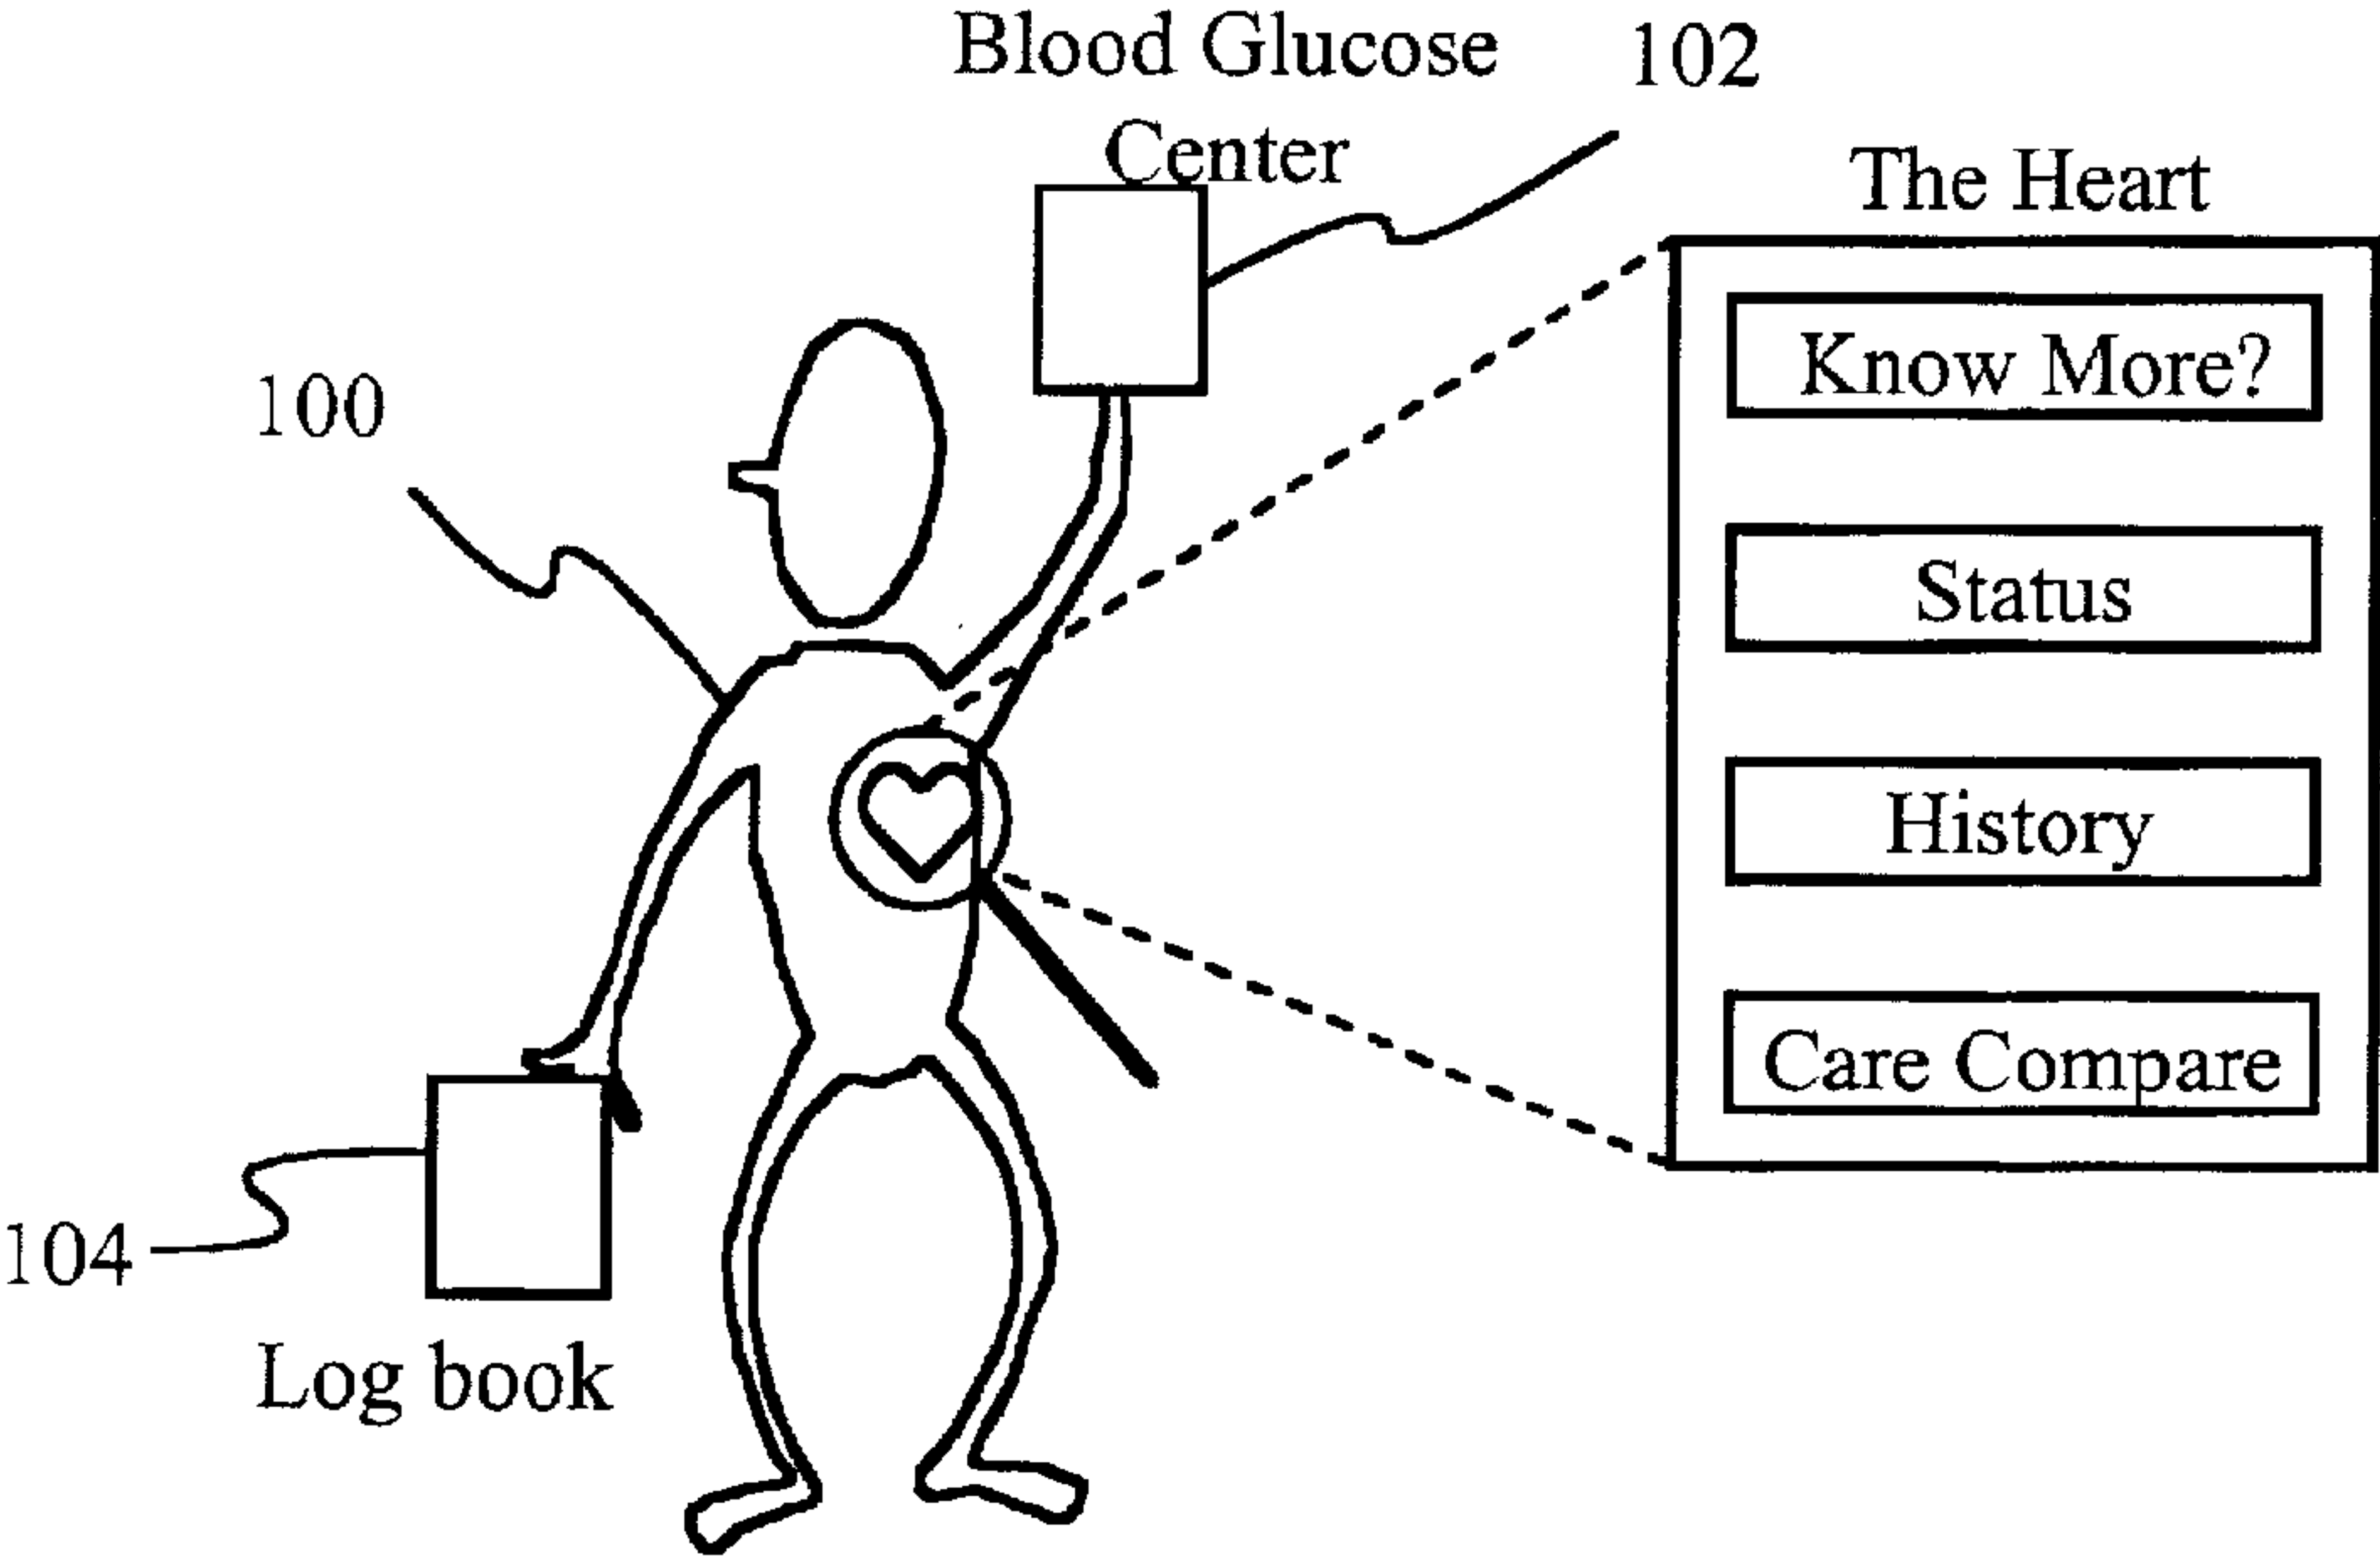 Blood Glucose
Center
102
The Heart
Know More?
Status
History
Care Compare
100
104
Log book